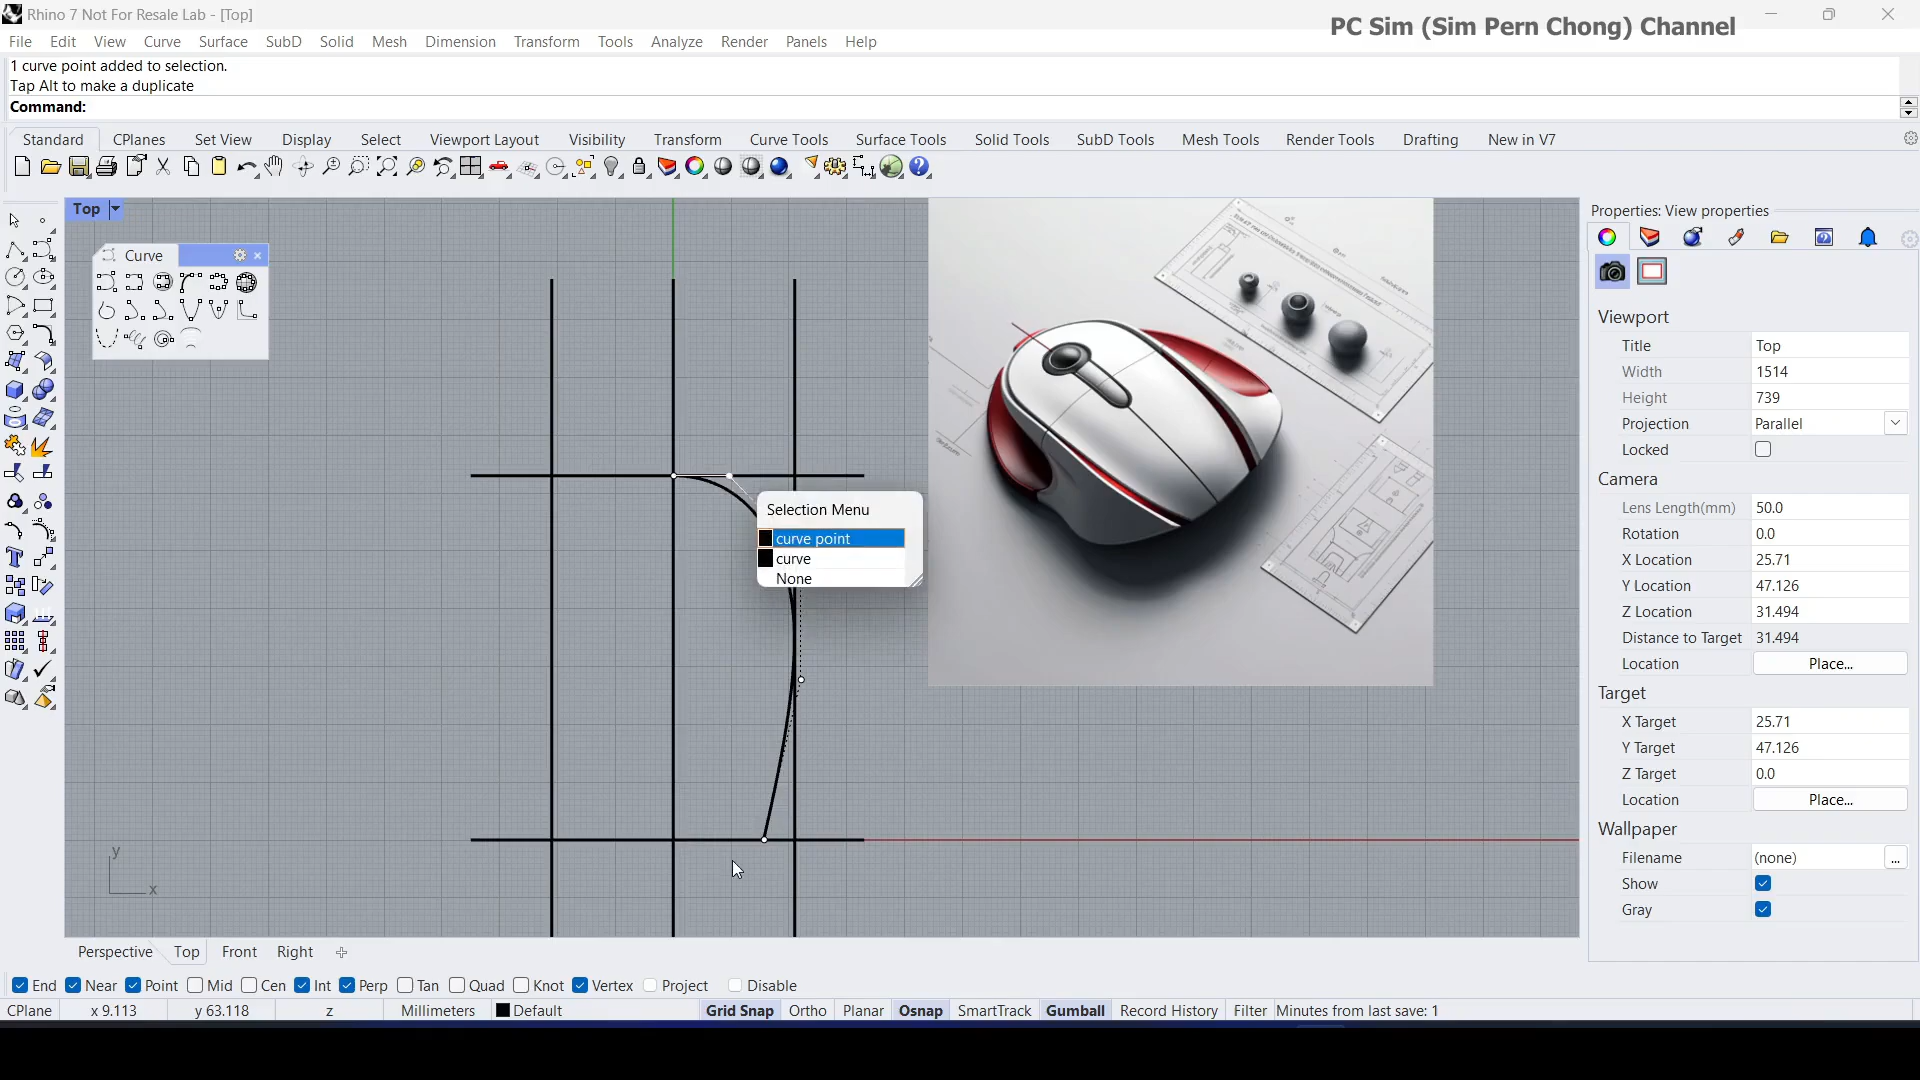 Rhino 7 Not For Resale Lab - [Top]
PC Sim (Sim Pern Chong) Channel
File Edit View Curve Surface SubD Solid Mesh Dimension Transform Tools Analyze Render Panels Help
1 curve point added to selection.
Tap Alt to make a duplicate
Command:
Standard CPlanes Set View Display Select Viewport Layout Visibility Transform Curve Tools Surface Tools Solid Tools SubD Tools Mesh Tools Render Tools Drafting New in V7
Top
Curve
Selection Menu
curve point
curve
None
y
x
Properties: View properties
Viewport
Title Top
Width 1514
Height 739
Projection Parallel
Locked
Camera
Lens Length(mm) 50.0
Rotation 0.0
X Location 25.71
Y Location 47.126
Z Location 31.494
Distance to Target 31.494
Location Place...
Target
X Target 25.71
Y Target 47.126
Z Target 0.0
Location Place...
Wallpaper
Filename (none) ...
Show
Gray
Perspective Top Front Right
End Near Point Mid Cen Int Perp Tan Quad Knot Vertex Project Disable
CPlane x 9.113 y 63.118 z Millimeters Default Grid Snap Ortho Planar Osnap SmartTrack Gumball Record History Filter Minutes from last save: 1